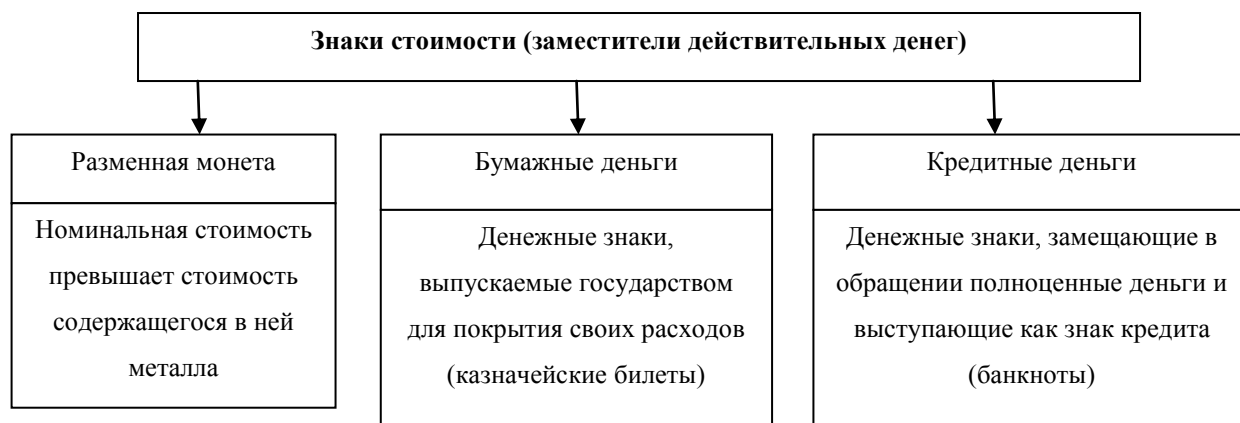 Знаки стоимости (заместители действительных денег)
Разменная монета
Номинальная стоимость
превышает стоимость
содержащегося в ней
металла
Бумажные деньги
Денежные знаки,
выпускаемые государством
для покрытия своих расходов
(казначейские билеты)
Кредитные деньги
Денежные знаки, замещающие в
обращении полноценные деньги и
выступающие как знак кредита
(банкноты)